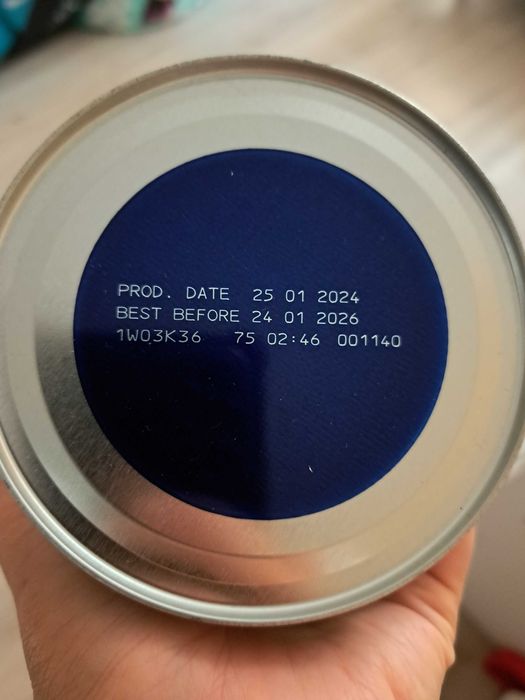 PROD. DATE 25 01 2024
BEST BEFORE 24 01 2026
1W03K36 75 02:46 001140